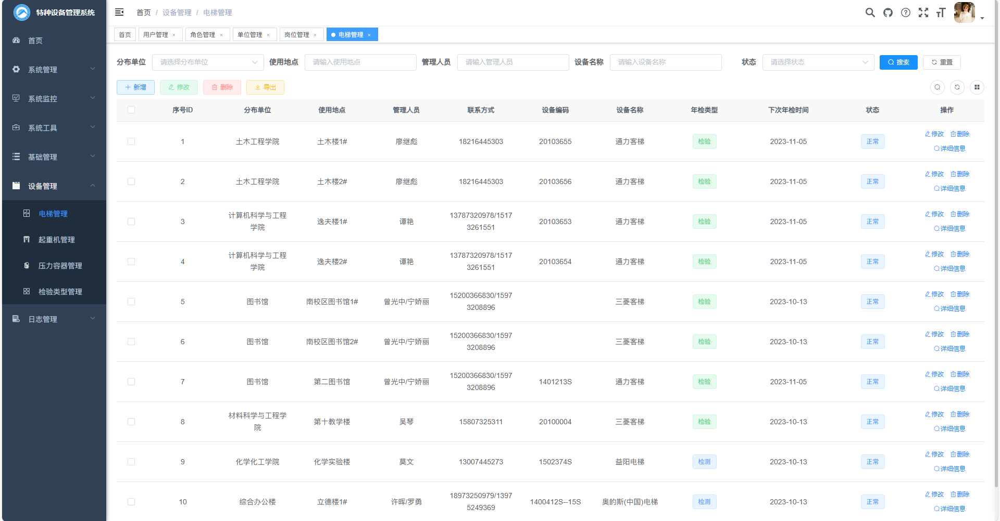 特种设备管理系统
首页
系统管理
系统监控
系统工具
基础管理
设备管理
电梯管理
起重机管理
压力容器管理
检验类型管理
日志管理
首页 / 设备管理 / 电梯管理
首页 用户管理 × 角色管理 × 单位管理 × 岗位管理 × 电梯管理 ×
分布单位 请选择分布单位 使用地点 请输入使用地点 管理人员 请输入管理人员 设备名称 请输入设备名称 状态 请选择状态 搜索 重置
新增 修改 删除 导出
序号ID 分布单位 使用地点 管理人员 联系方式 设备编码 设备名称 年检类型 下次年检时间 状态 操作
1 土木工程学院 土木楼1# 廖继彪 18216445303 20103655 通力客梯 检验 2023-11-05 正常 修改 删除
详细信息
2 土木工程学院 土木楼2# 廖继彪 18216445303 20103656 通力客梯 检验 2023-11-05 正常 修改 删除
详细信息
3 计算机科学与工程 逸夫楼1# 谭艳 13787320978/1517 20103653 通力客梯 检验 2023-11-05 正常 修改 删除
学院 3261551 详细信息
4 计算机科学与工程 逸夫楼2# 谭艳 13787320978/1517 20103654 通力客梯 检验 2023-11-05 正常 修改 删除
学院 3261551 详细信息
5 图书馆 南校区图书馆1# 曾光中/宁娇丽 15200366830/1597 三菱客梯 检验 2023-10-13 正常 修改 删除
3208896 详细信息
6 图书馆 南校区图书馆2# 曾光中/宁娇丽 15200366830/1597 三菱客梯 检验 2023-10-13 正常 修改 删除
3208896 详细信息
7 图书馆 第二图书馆 曾光中/宁娇丽 15200366830/1597 1401213S 通力客梯 检验 2023-11-05 正常 修改 删除
3208896 详细信息
8 材料科学与工程学 第十教学楼 吴琴 15807325311 20100004 三菱客梯 检验 2023-10-13 正常 修改 删除
院 详细信息
9 化学化工学院 化学实验楼 莫文 13007445273 1502374S 益阳电梯 检测 2023-10-13 正常 修改 删除
详细信息
10 综合办公楼 立德楼1# 许晖/罗勇 18973250979/1397 1400412S--15S 奥的斯(中国)电梯 检测 2023-10-13 正常 修改 删除
5249369 详细信息